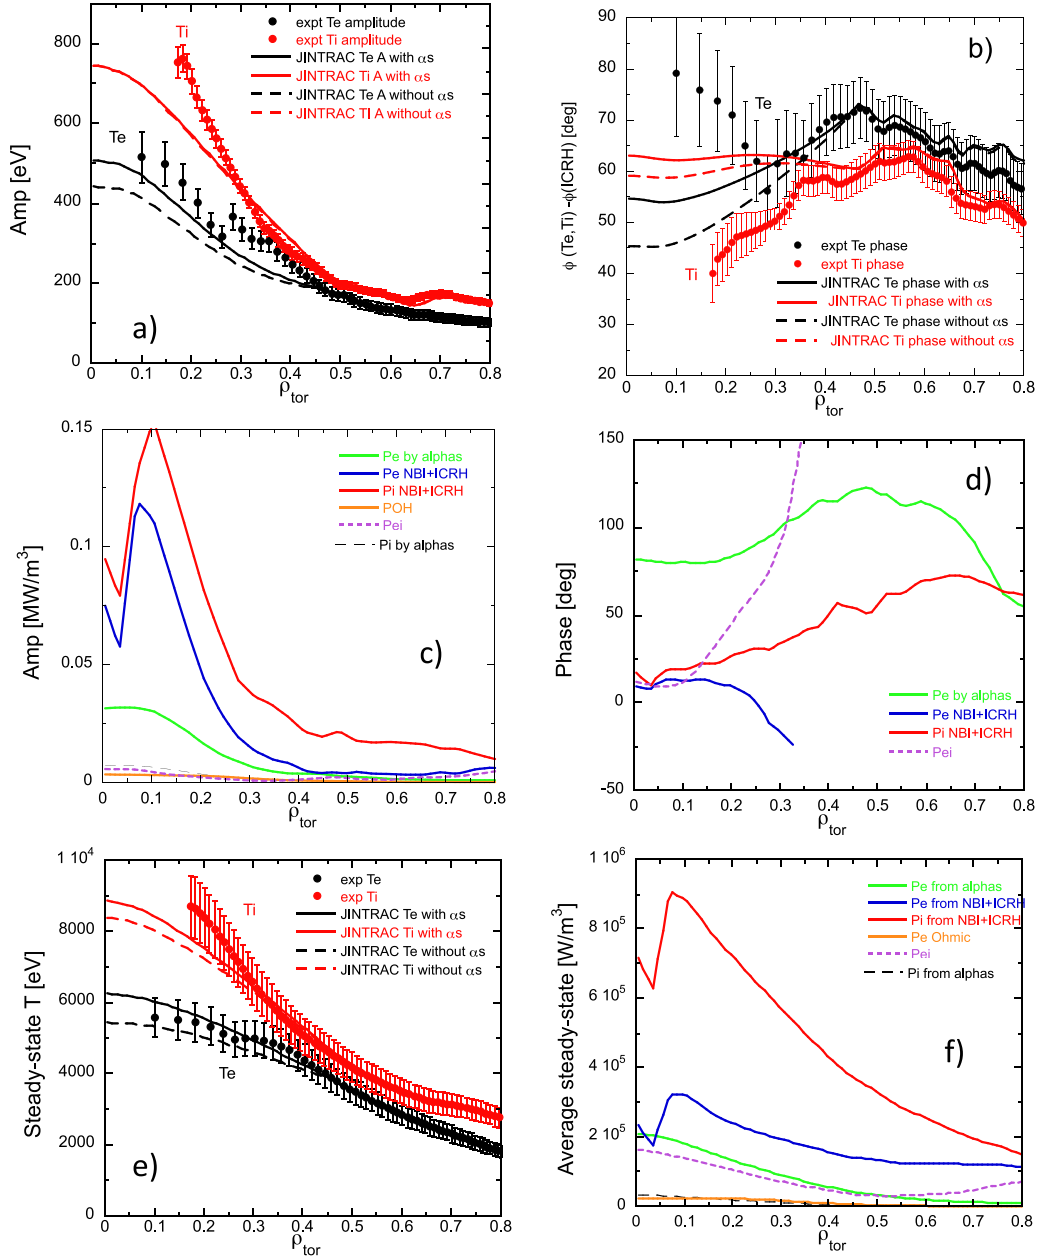 a)
Amp [eV]
800
600
400
200
0
0 0.1 0.2 0.3 0.4 0.5 0.6 0.7 0.8
ρtor
Ti
Te
expt Te amplitude
expt Ti amplitude
JINTRAC Te A with αs
JINTRAC Ti A with αs
JINTRAC Te A without αs
JINTRAC TI A without αs
b)
ϕ (Te,Ti) -ϕ(ICRH) [deg]
90
80
70
60
50
40
30
20
0 0.1 0.2 0.3 0.4 0.5 0.6 0.7 0.8
ρtor
Te
Ti
expt Te phase
expt Ti phase
JINTRAC Te phase with αs
JINTRAC Ti phase with αs
JINTRAC Te phase without αs
JINTRAC Ti phase without αs
c)
Amp [MW/m³]
0.15
0.1
0.05
0
0 0.1 0.2 0.3 0.4 0.5 0.6 0.7 0.8
ρtor
Pe by alphas
Pe NBI+ICRH
Pi NBI+ICRH
POH
Pei
Pi by alphas
d)
Phase [deg]
150
100
50
0
-50
0 0.1 0.2 0.3 0.4 0.5 0.6 0.7 0.8
ρtor
Pe by alphas
Pe NBI+ICRH
Pi NBI+ICRH
Pei
e)
Steady-state T [eV]
1 10⁴
8000
6000
4000
2000
0
0 0.1 0.2 0.3 0.4 0.5 0.6 0.7 0.8
ρtor
Ti
Te
exp Te
exp Ti
JINTRAC Te with αs
JINTRAC Ti with αs
JINTRAC Te without αs
JINTRAC Ti without αs
f)
Average steady-state [W/m³]
1 10⁶
8 10⁵
6 10⁵
4 10⁵
2 10⁵
0
0 0.1 0.2 0.3 0.4 0.5 0.6 0.7 0.8
ρtor
Pe from alphas
Pe from NBI+ICRH
Pi from NBI+ICRH
Pe Ohmic
Pei
Pi from alphas